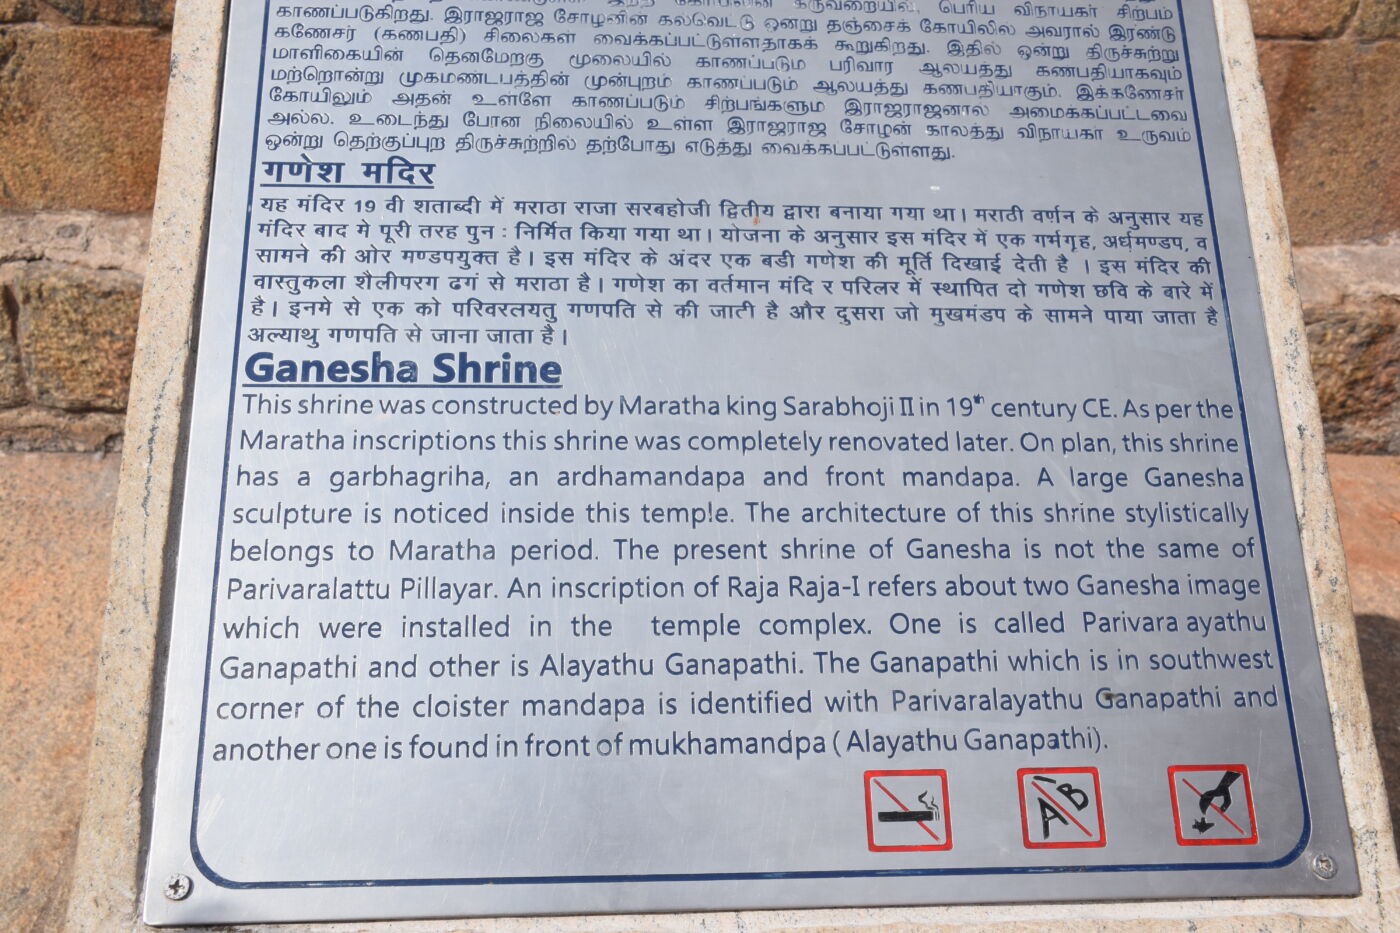 காணப்படுகிறது. இராஜராஜ சோழனின் கல்வெட்டு ஒன்று தஞ்சைக் கோயிலில் அவரால் இரண்டு
கணேசர் (கணபதி) சிலைகள் வைக்கப்பட்டுள்ளதாகக் கூறுகிறது. இதில் ஒன்று திருச்சுற்று
மாளிகையின் தென்மேற்கு மூலையில் காணப்படும் பரிவார ஆலயத்து கணபதியாகவும்
மற்றொன்று முகமண்டபத்தின் முன்புறம் காணப்படும் ஆலயத்து கணபதியாகும். இக்கணேசர்
கோயிலும் அதன் உள்ளே காணப்படும் சிற்பங்களும் இராஜராஜனால் அமைக்கப்பட்டவை
அல்ல. உடைந்து போன நிலையில் உள்ள இராஜராஜ சோழன் காலத்து விநாயகர் உருவம்
ஒன்று தெற்குப்புற திருச்சுற்றில் தற்போது எடுத்து வைக்கப்பட்டுள்ளது.
गणेश मदिर
यह मंदिर 19 वी शताब्दी में मराठा राजा सरबहोजी द्वितीय द्वारा बनाया गया था। मराठी वर्णन के अनुसार यह
मंदिर बाद मे पूरी तरह पुन : निर्मित किया गया था। योजना के अनुसार इस मंदिर में एक गर्मगृह, अर्धमण्डप, व
सामने की ओर मण्डपयुक्त है। इस मंदिर के अंदर एक बडी गणेश की मूर्ति दिखाई देती है । इस मंदिर की
वास्तुकला शैलीपरग ढगं से मराठा है। गणेश का वर्तमान मंदि र परिलर में स्थापित दो गणेश छवि के बारे में
है। इनमे से एक को परिवरलयतु गणपति से की जाटी है और दुसरा जो मुखमंडप के सामने पाया जाता है
अल्याथु गणपति से जाना जाता है।
Ganesha Shrine
This shrine was constructed by Maratha king Sarabhoji II in 19th century CE. As per the
Maratha inscriptions this shrine was completely renovated later. On plan, this shrine
has a garbhagriha, an ardhamandapa and front mandapa. A large Ganesha
sculpture is noticed inside this temple. The architecture of this shrine stylistically
belongs to Maratha period. The present shrine of Ganesha is not the same of
Parivaralattu Pillayar. An inscription of Raja Raja-I refers about two Ganesha image
which were installed in the temple complex. One is called Parivara ayathu
Ganapathi and other is Alayathu Ganapathi. The Ganapathi which is in southwest
corner of the cloister mandapa is identified with Parivaralayathu Ganapathi and
another one is found in front of mukhamandpa ( Alayathu Ganapathi).
AB